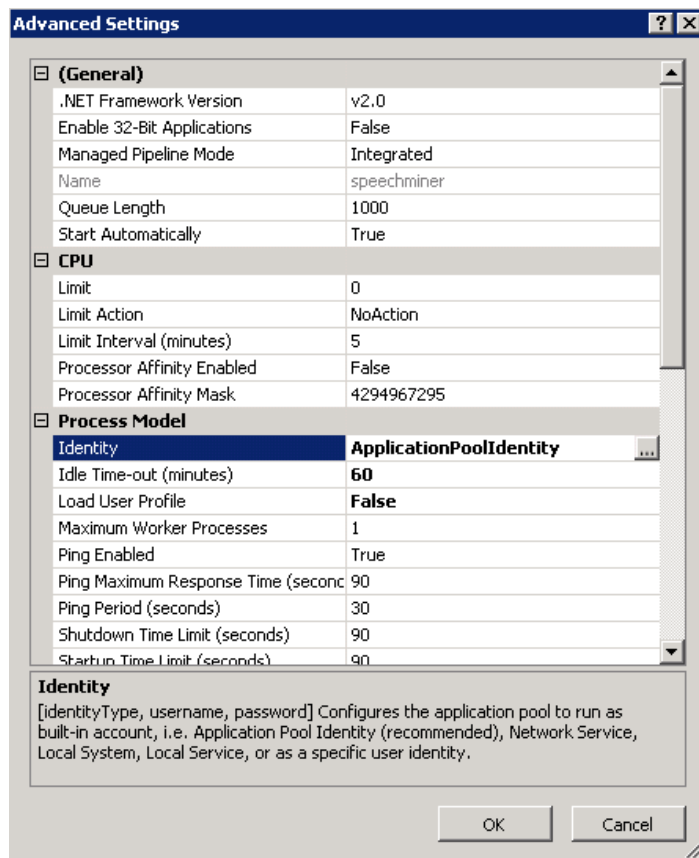 Advanced Settings
(General)
.NET Framework Version v2.0
Enable 32-Bit Applications False
Managed Pipeline Mode Integrated
Name speechminer
Queue Length 1000
Start Automatically True
CPU
Limit 0
Limit Action NoAction
Limit Interval (minutes) 5
Processor Affinity Enabled False
Processor Affinity Mask 4294967295
Process Model
Identity ApplicationPoolIdentity ...
Idle Time-out (minutes) 60
Load User Profile False
Maximum Worker Processes 1
Ping Enabled True
Ping Maximum Response Time (second 90
Ping Period (seconds) 30
Shutdown Time Limit (seconds) 90
Startup Time Limit (seconds) 90
Identity
[identityType, username, password] Configures the application pool to run as
built-in account, i.e. Application Pool Identity (recommended), Network Service,
Local System, Local Service, or as a specific user identity.
OK Cancel